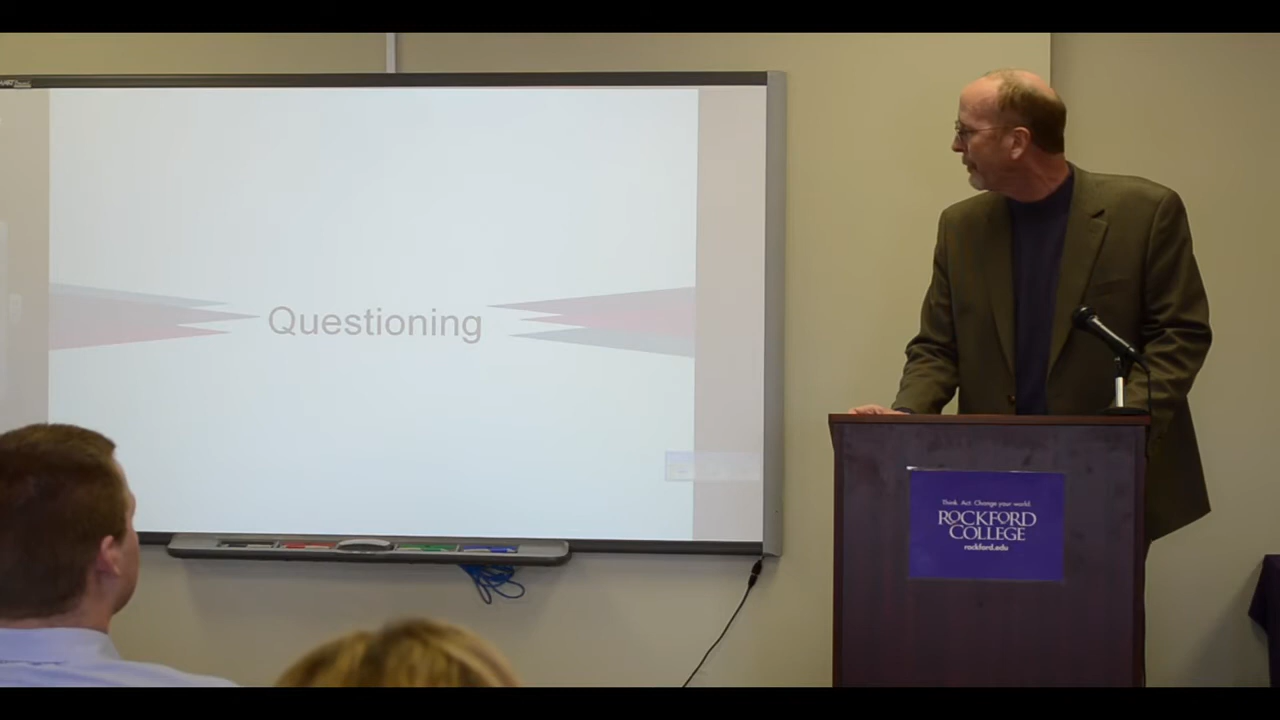 Questioning
Think. Act. Change your world.
ROCKFORD
COLLEGE
rockford.edu